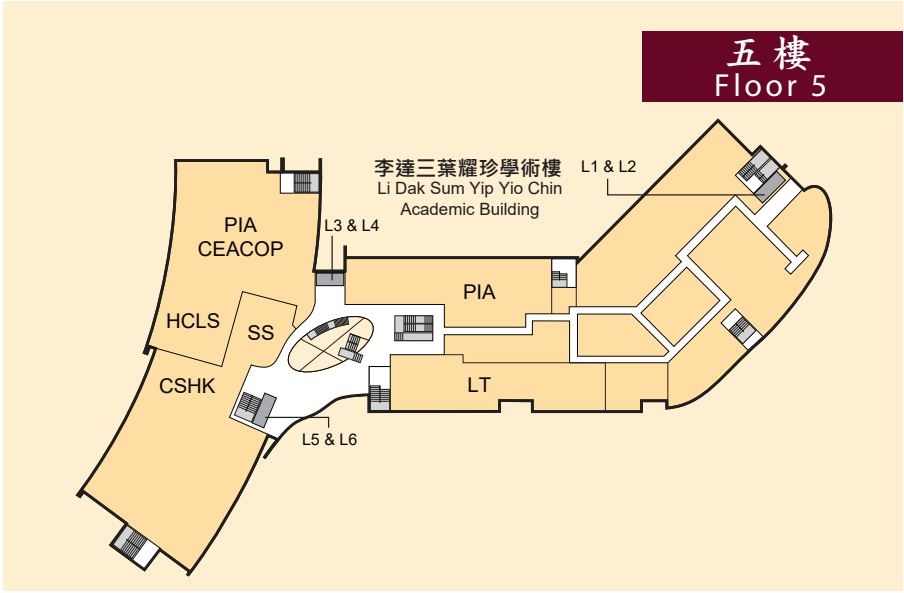 五樓
Floor 5
李達三葉耀珍學術樓
Li Dak Sum Yip Yio Chin
Academic Building
L1 & L2
PIA
CEACOP
L3 & L4
PIA
HCLS
SS
CSHK
LT
L5 & L6